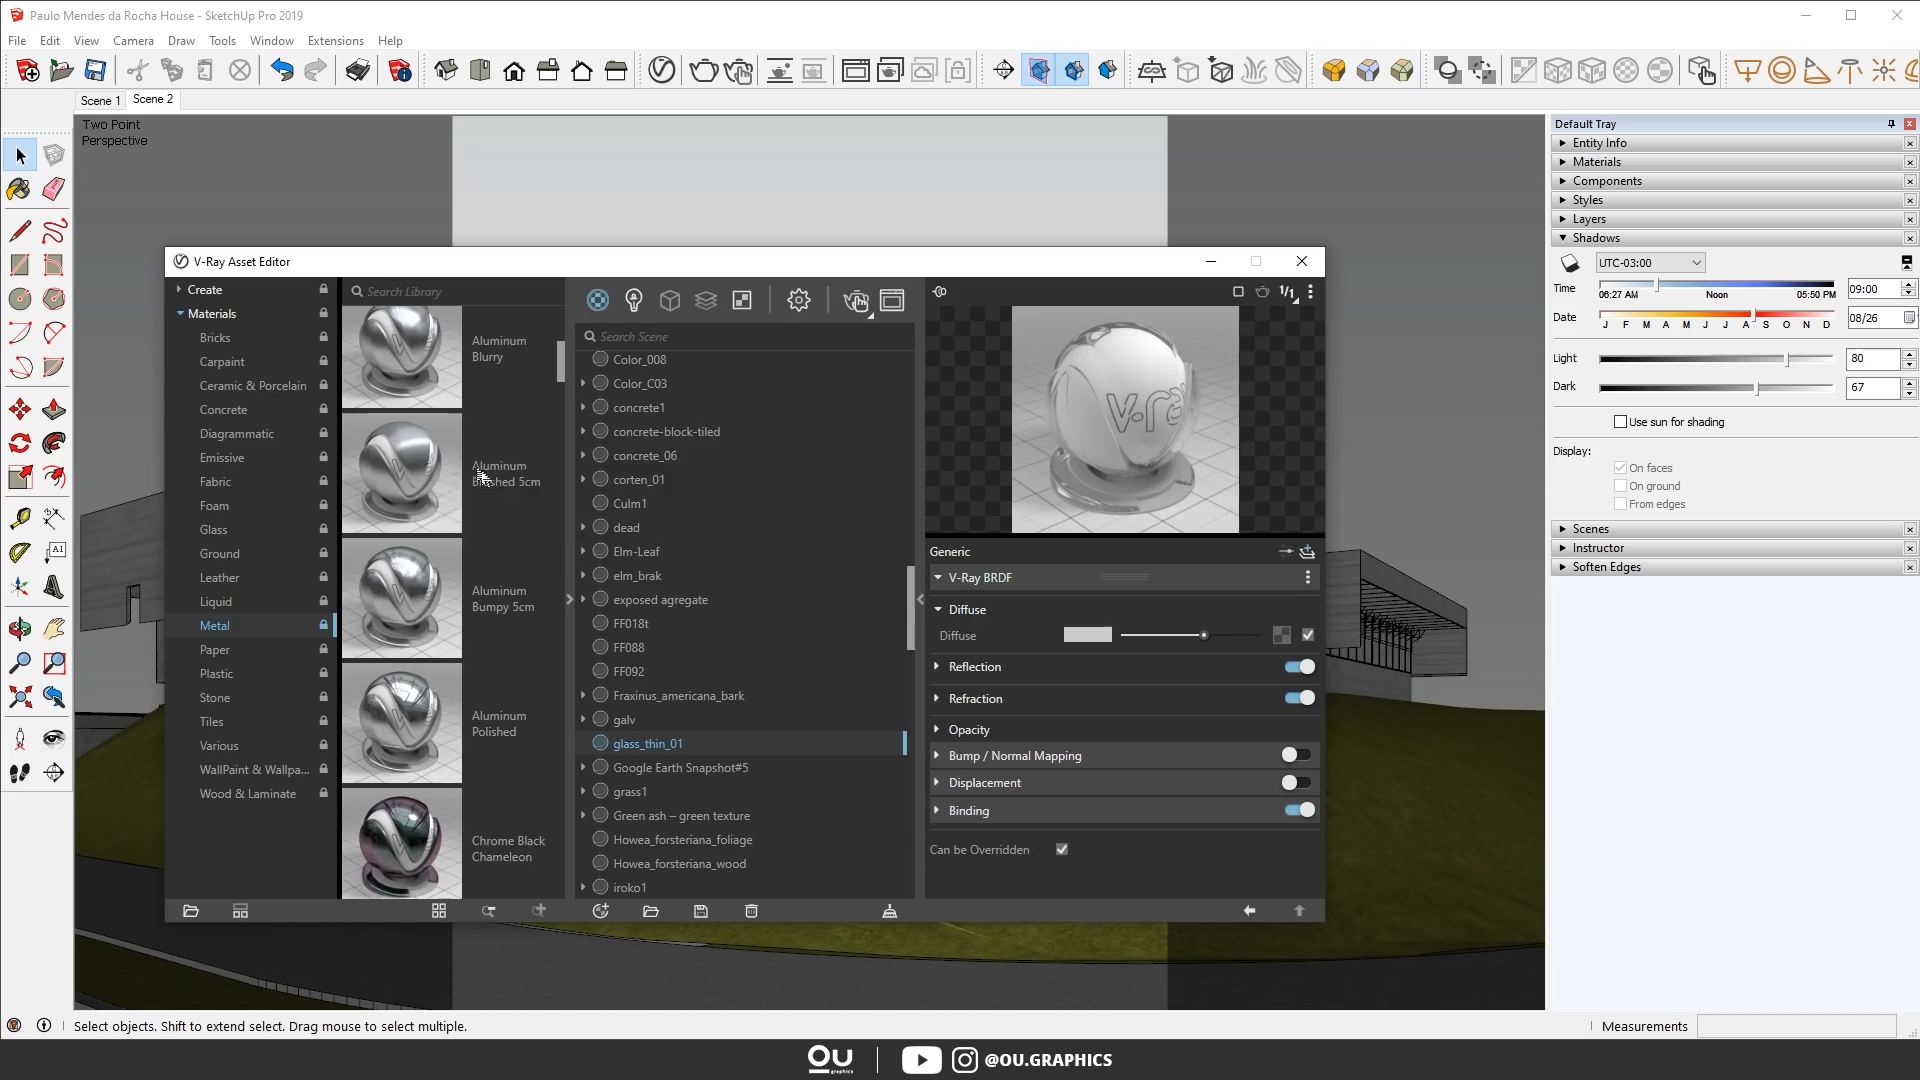 Paulo Mendes da Rocha House - SketchUp Pro 2019
File Edit View Camera Draw Tools Window Extensions Help
Scene 1 Scene 2
Two Point
Perspective
V-Ray Asset Editor
Create
Materials
Bricks
Carpaint
Ceramic & Porcelain
Concrete
Diagrammatic
Emissive
Fabric
Foam
Glass
Ground
Leather
Liquid
Metal
Paper
Plastic
Stone
Tiles
Various
WallPaint & Wallpa...
Wood & Laminate
Search Library
Aluminum
Blurry
Aluminum
Aluminum
Bumpy 5cm
Aluminum
Polished
Chrome Black
Chameleon
Search Scene
Color_008
Color_C03
concrete1
concrete-block-tiled
concrete_06
corten_01
Culm1
dead
Elm-Leaf
elm_brak
exposed agregate
FF018t
FF088
FF092
Fraxinus_americana_bark
galv
glass_thin_01
Google Earth Snapshot#5
grass1
Green ash – green texture
Howea_forsteriana_foliage
Howea_forsteriana_wood
iroko1
1/1
Generic
V-Ray BRDF
Diffuse
Diffuse
Reflection
Refraction
Opacity
Bump / Normal Mapping
Displacement
Binding
Can be Overridden
Default Tray
Entity Info
Materials
Components
Styles
Layers
Shadows
UTC-03:00
Time 06:27 AM Noon 05:50 PM 09:00
Date J F M A M J J A S O N D 08/26
Light 80
Dark 67
Use sun for shading
Display:
On faces
On ground
From edges
Scenes
Instructor
Soften Edges
Select objects. Shift to extend select. Drag mouse to select multiple.
Measurements
OU graphics @OU.GRAPHICS